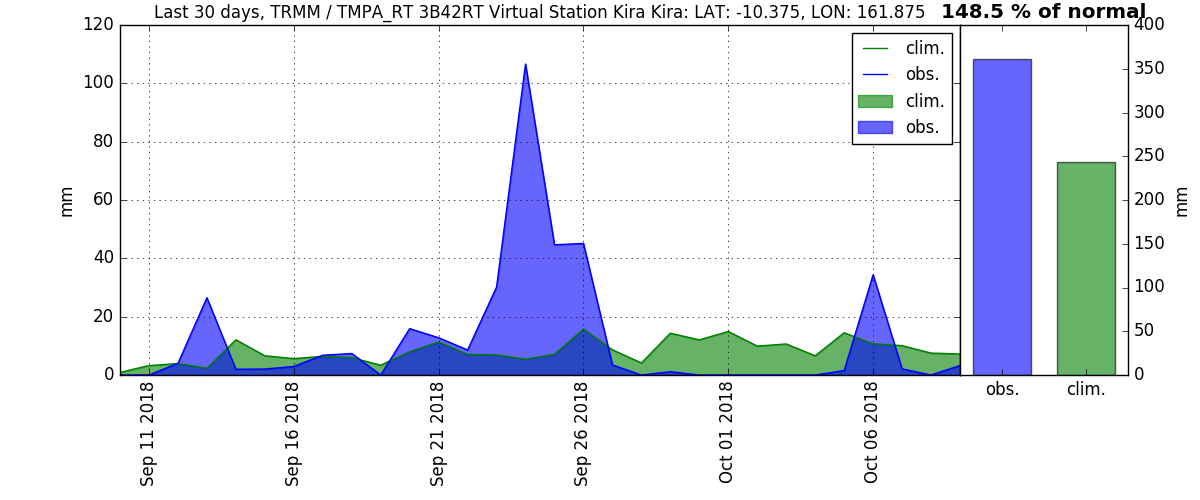 Last 30 days, TRMM / TMPA_RT 3B42RT Virtual Station Kira Kira: LAT: -10.375, LON: 161.875
148.5 % of normal
120
100
80
60
40
20
0
mm
clim.
obs.
clim.
obs.
Sep 11 2018
Sep 16 2018
Sep 21 2018
Sep 26 2018
Oct 01 2018
Oct 06 2018
400
350
300
250
200
150
100
50
0
mm
obs.
clim.